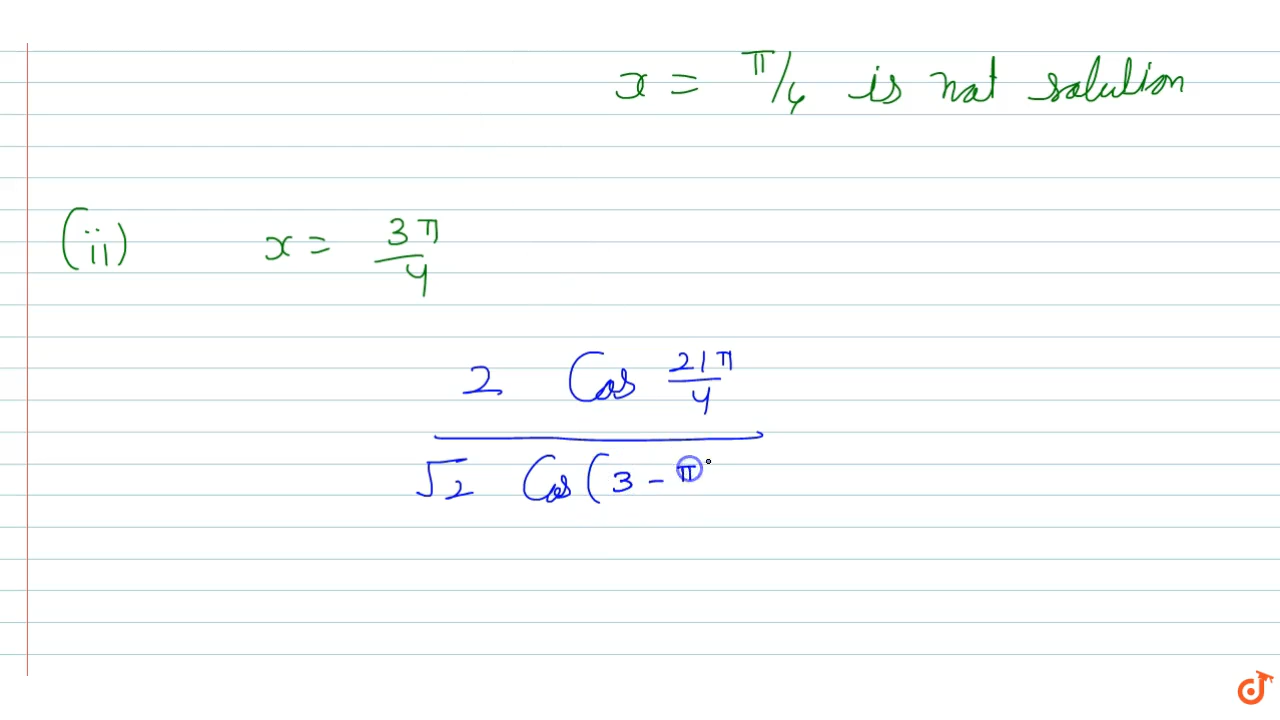 x = π/4 is not solution
(ii) x = 3π/4
2 Cos 21π/4
√2 Cos(3 - π